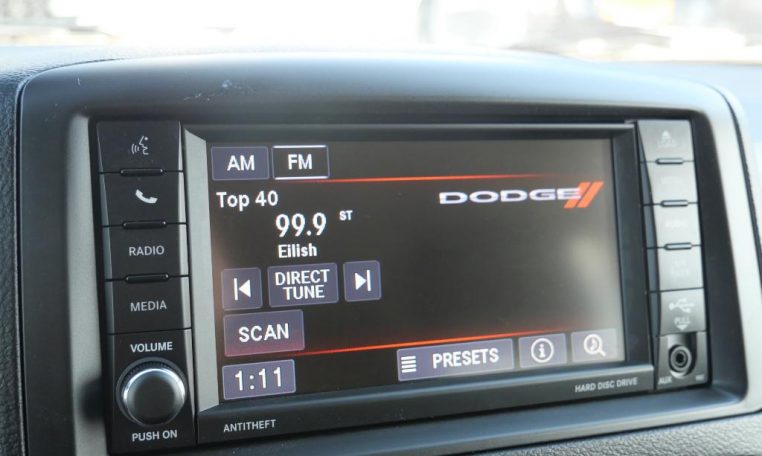 AM FM
Top 40
DODGE
99.9 ST
Eilish
DIRECT
TUNE
SCAN
PRESETS
1:11
RADIO
MEDIA
VOLUME
PUSH ON
ANTITHEFT
HARD DISC DRIVE
PULL
AUX